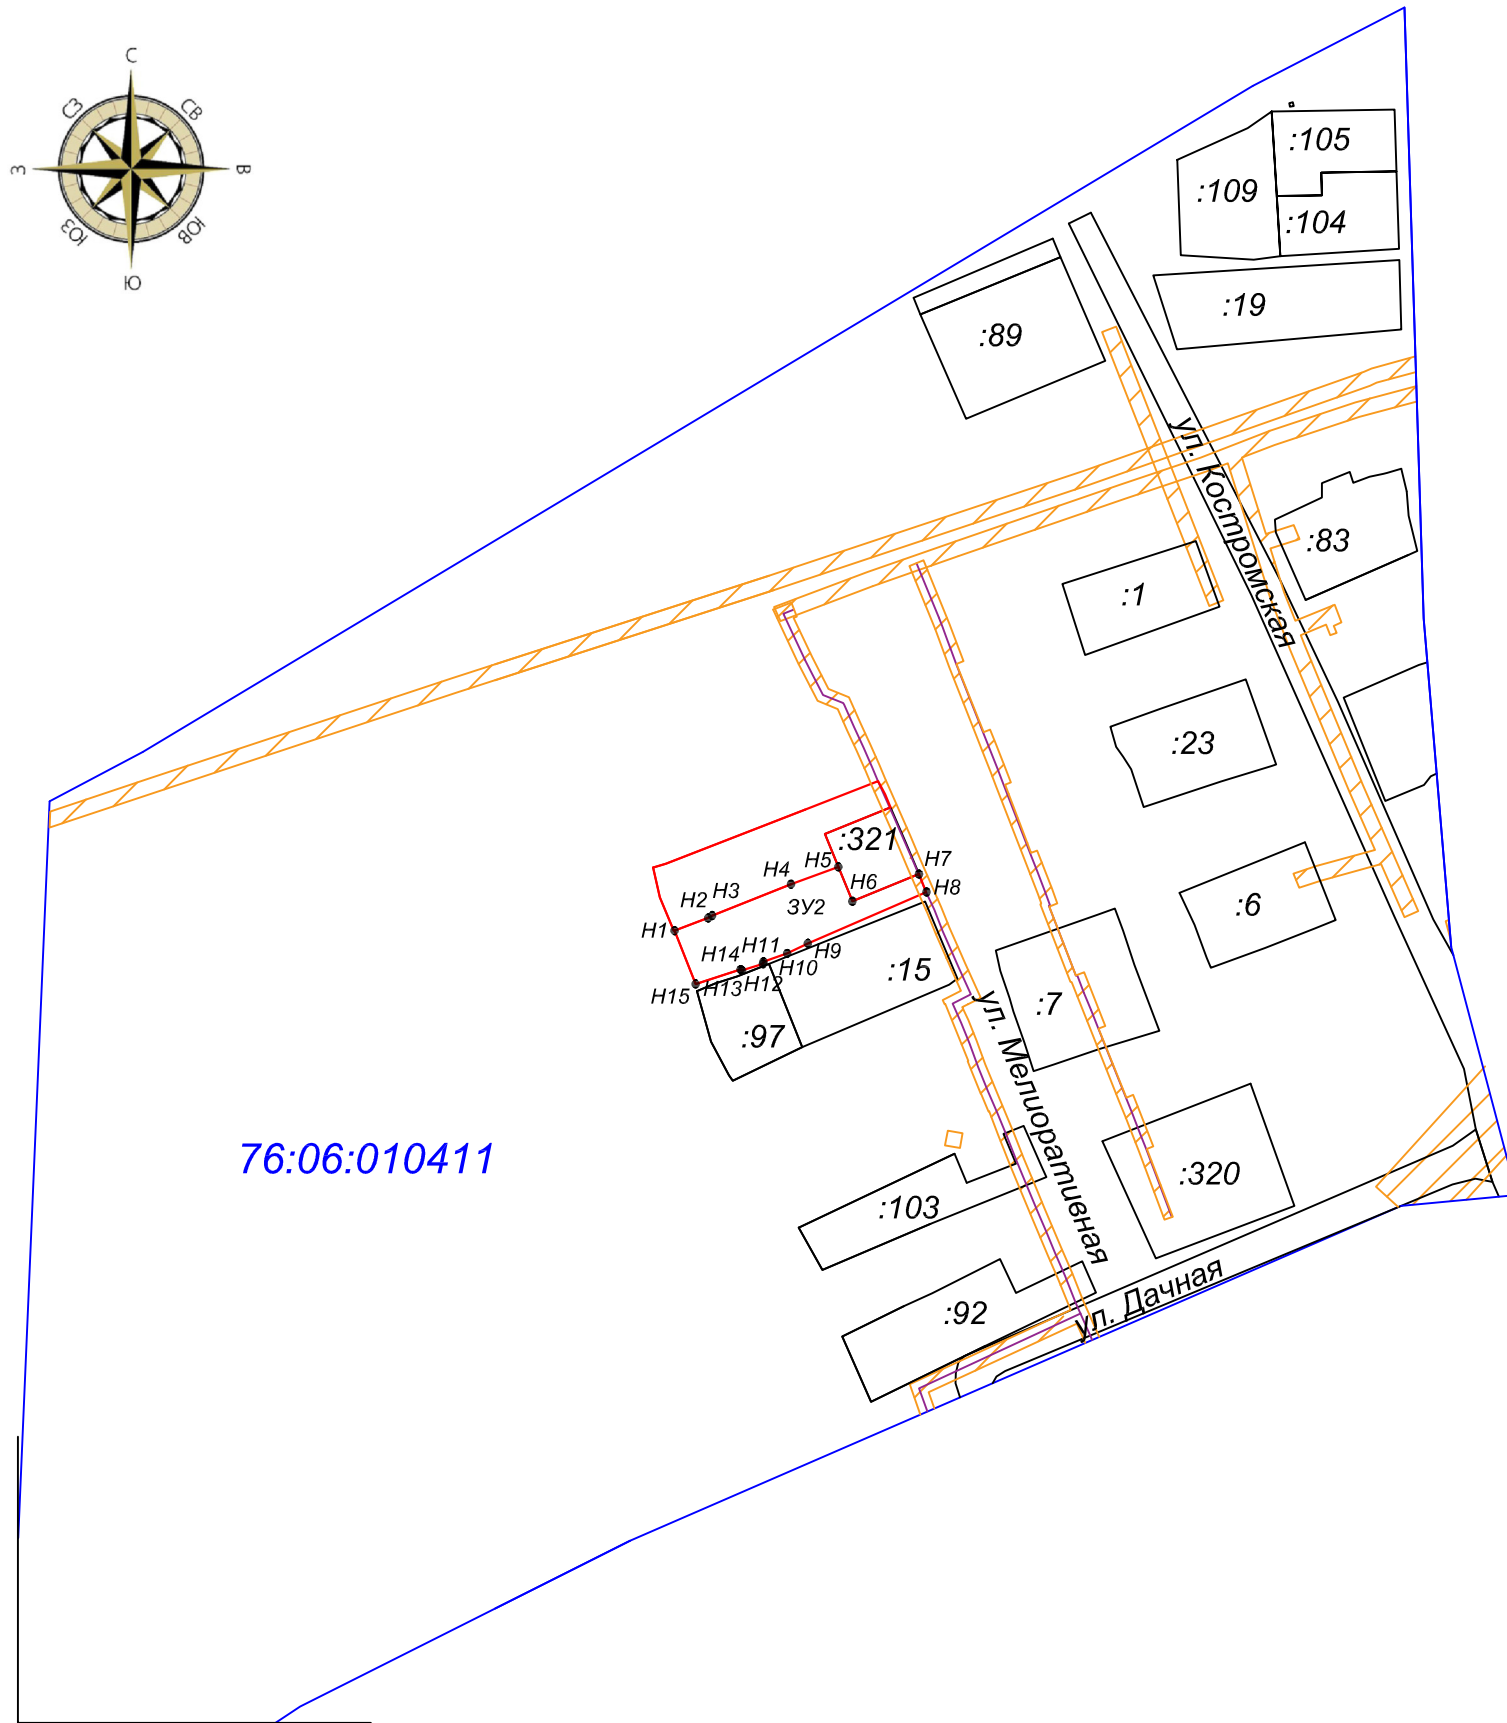 С
СЗ
СВ
З
В
ЮЗ
ЮВ
Ю
:105
:109
:104
:19
:89
ул. Костромская
:83
:1
:23
:321
Н5
Н7
Н4
Н6
Н8
Н3
Н2
ЗУ2
Н1
:6
Н11
Н9
Н14
Н10
Н12
Н13
Н15
:15
:7
:97
ул. Мелиоративная
76:06:010411
:320
:103
:92
ул. Дачная